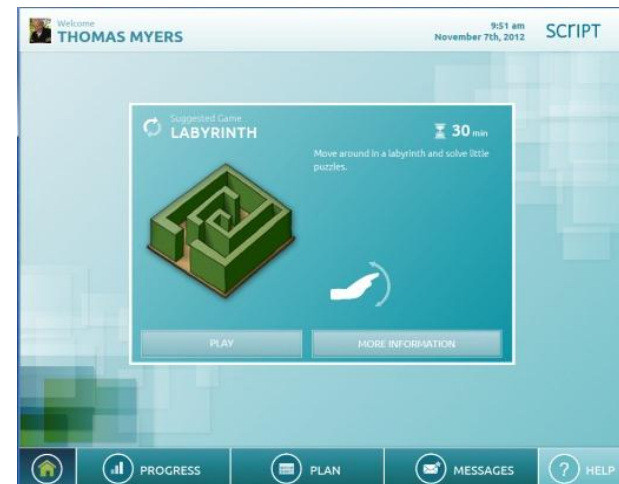 Welcome
THOMAS MYERS
9:51 am
November 7th, 2012
SCRIPT
Suggested Game
LABYRINTH
30 min
Move around in a labyrinth and solve little
puzzles.
PLAY
MORE INFORMATION
PROGRESS
PLAN
MESSAGES
? HELP